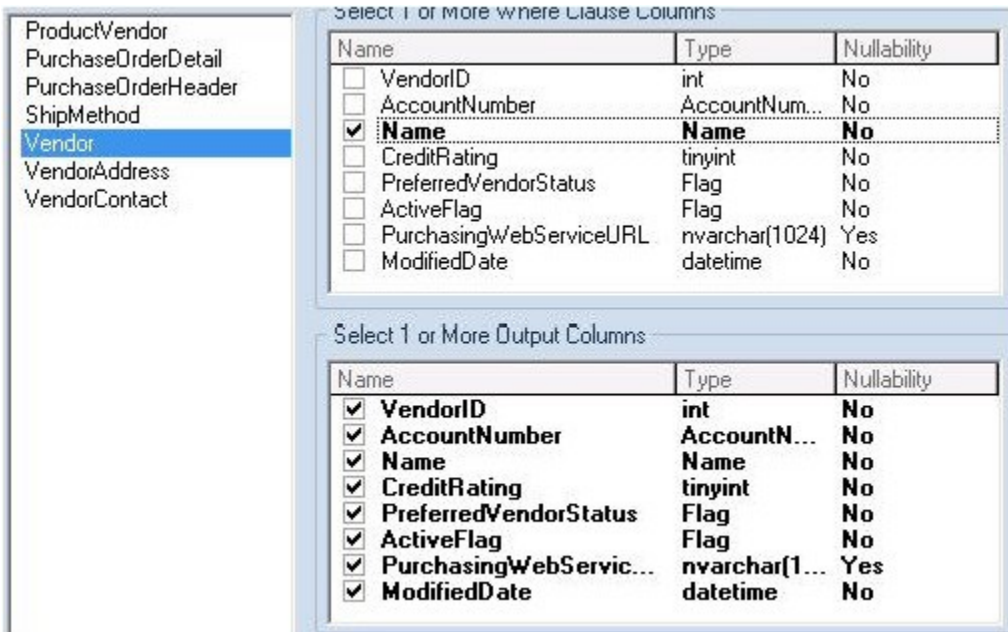 ProductVendor
PurchaseOrderDetail
PurchaseOrderHeader
ShipMethod
Vendor
VendorAddress
VendorContact
Select 1 or More Where Clause Columns
Name Type Nullability
VendorID int No
AccountNumber AccountNum... No
Name Name No
CreditRating tinyint No
PreferredVendorStatus Flag No
ActiveFlag Flag No
PurchasingWebServiceURL nvarchar(1024) Yes
ModifiedDate datetime No
Select 1 or More Output Columns
Name Type Nullability
VendorID int No
AccountNumber AccountN... No
Name Name No
CreditRating tinyint No
PreferredVendorStatus Flag No
ActiveFlag Flag No
PurchasingWebServic... nvarchar(1... Yes
ModifiedDate datetime No